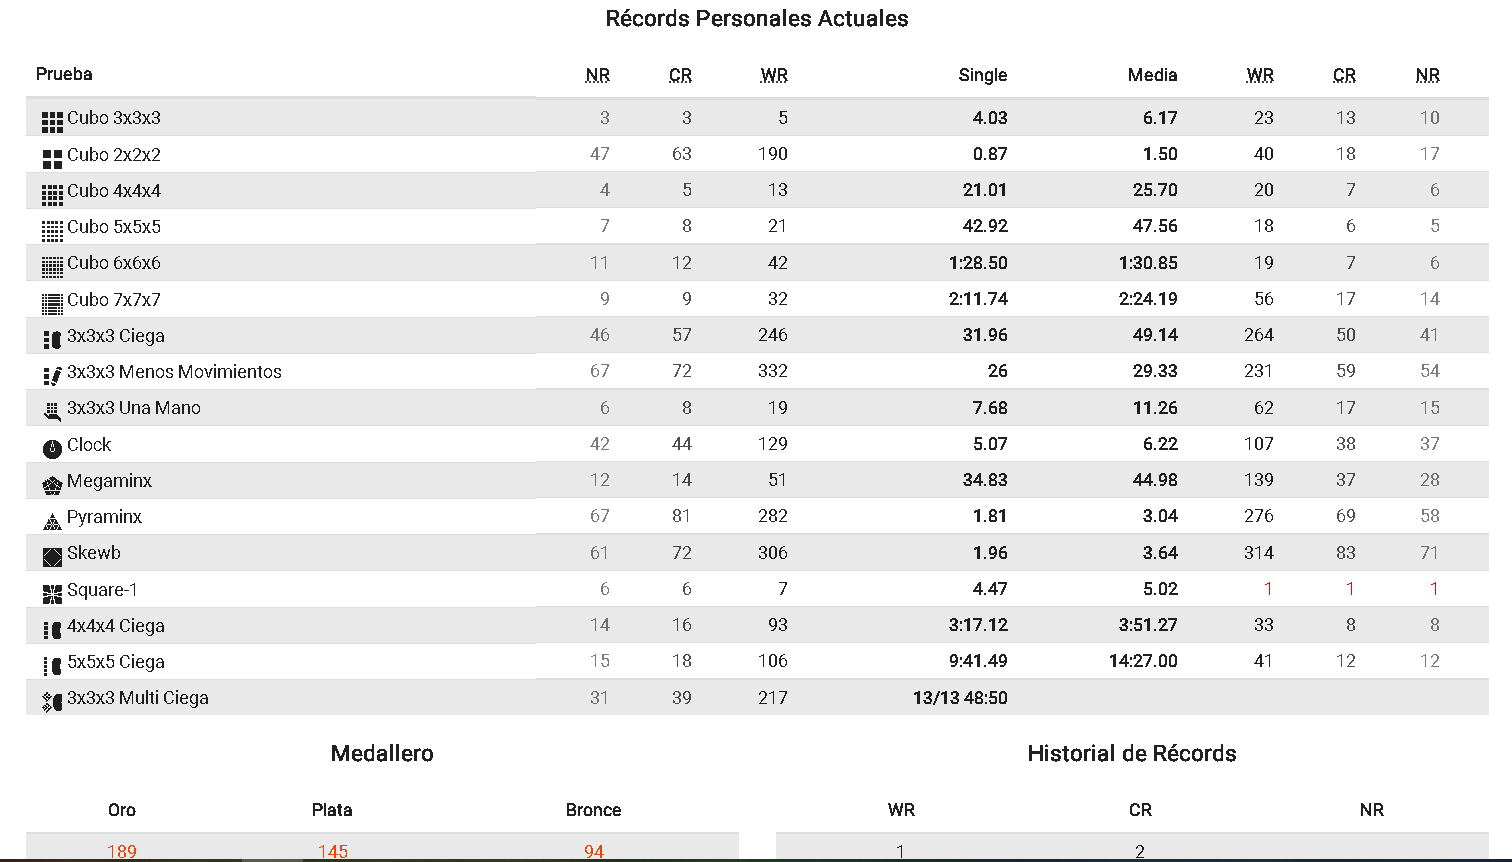 Récords Personales Actuales
Prueba NR CR WR Single Media WR CR NR
Cubo 3x3x3 3 3 5 4.03 6.17 23 13 10
Cubo 2x2x2 47 63 190 0.87 1.50 40 18 17
Cubo 4x4x4 4 5 13 21.01 25.70 20 7 6
Cubo 5x5x5 7 8 21 42.92 47.56 18 6 5
Cubo 6x6x6 11 12 42 1:28.50 1:30.85 19 7 6
Cubo 7x7x7 9 9 32 2:11.74 2:24.19 56 17 14
3x3x3 Ciega 46 57 246 31.96 49.14 264 50 41
3x3x3 Menos Movimientos 67 72 332 26 29.33 231 59 54
3x3x3 Una Mano 6 8 19 7.68 11.26 62 17 15
Clock 42 44 129 5.07 6.22 107 38 37
Megaminx 12 14 51 34.83 44.98 139 37 28
Pyraminx 67 81 282 1.81 3.04 276 69 58
Skewb 61 72 306 1.96 3.64 314 83 71
Square-1 6 6 7 4.47 5.02 1 1 1
4x4x4 Ciega 14 16 93 3:17.12 3:51.27 33 8 8
5x5x5 Ciega 15 18 106 9:41.49 14:27.00 41 12 12
3x3x3 Multi Ciega 31 39 217 13/13 48:50
Medallero Historial de Récords
Oro Plata Bronce WR CR NR
189 145 94 1 2